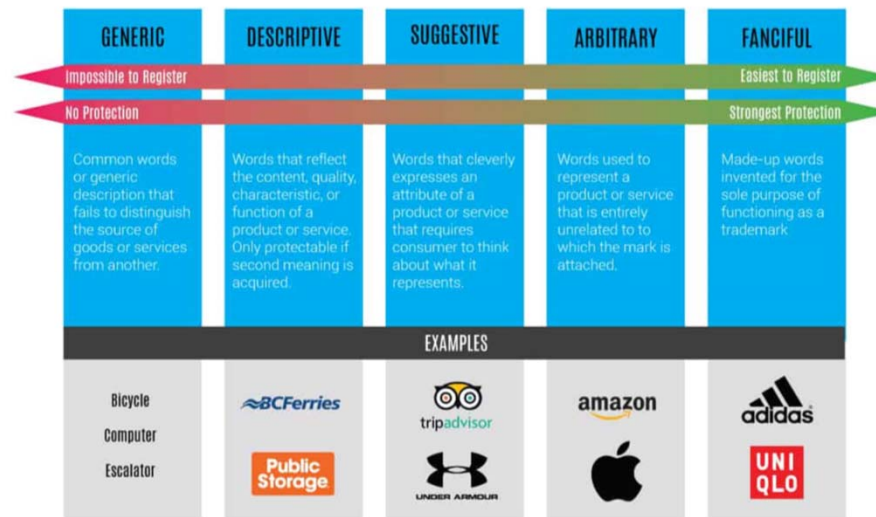 GENERIC
DESCRIPTIVE
SUGGESTIVE
ARBITRARY
FANCIFUL
Impossible to Register
Easiest to Register
No Protection
Strongest Protection
Common words
or generic
description that
fails to distinguish
the source of
goods or services
from another.
Words that reflect
the content, quality,
characteristic, or
function of a
product or service.
Only protectable if
second meaning is
acquired.
Words that cleverly
expresses an
attribute of a
product or service
that requires
consumer to think
about what it
represents.
Words used to
represent a
product or service
that is entirely
unrelated to to
which the mark is
attached.
Made-up words
invented for the
sole purpose of
functioning as a
trademark
EXAMPLES
Bicycle
Computer
Escalator
BCFerries
Public
Storage
tripadvisor
UNDER ARMOUR
amazon
adidas
UNI
QLO